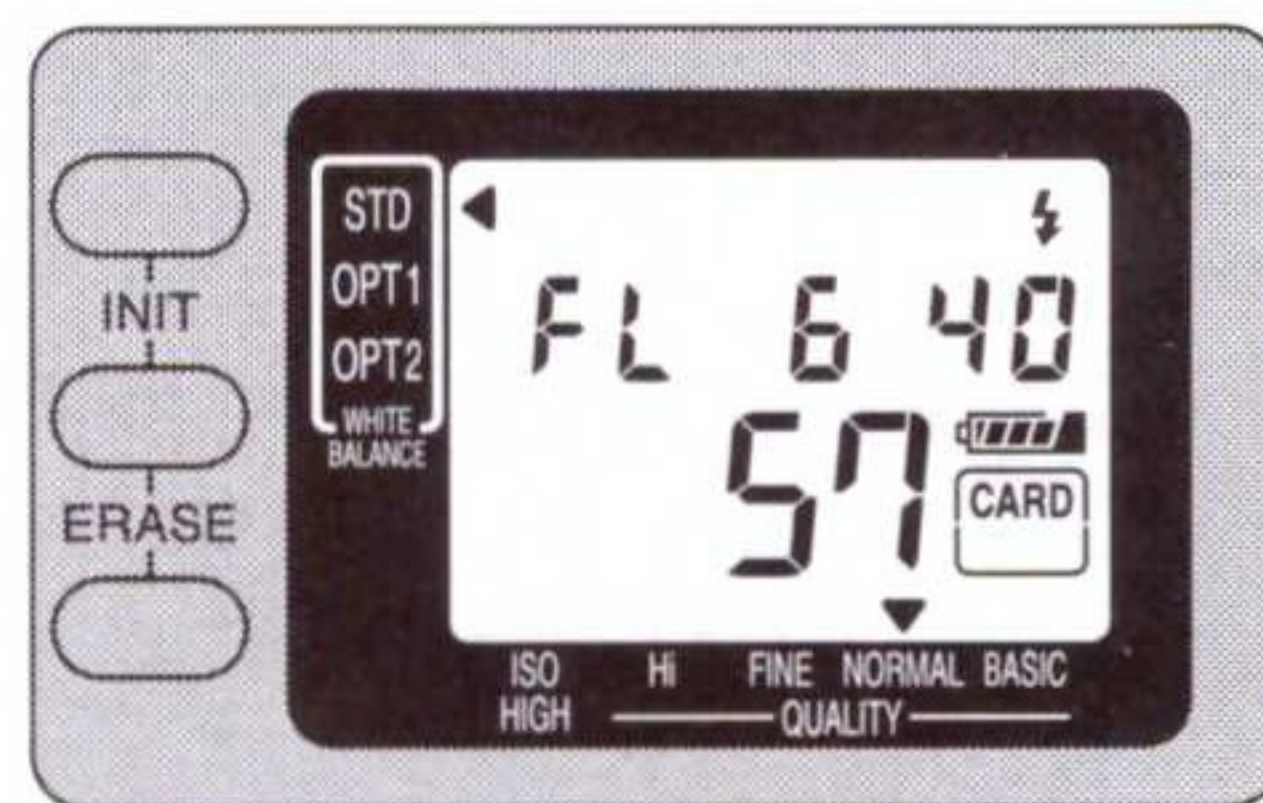 INIT
ERASE
STD
OPT1
OPT2
WHITE
BALANCE
FL 6 40
57
CARD
ISO Hi FINE NORMAL BASIC
HIGH QUALITY